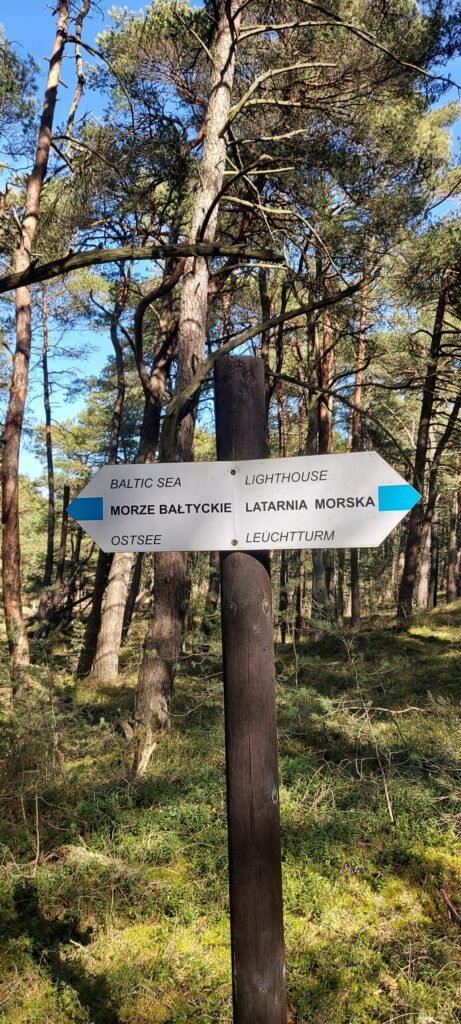 BALTIC SEA
MORZE BAŁTYCKIE
OSTSEE
LIGHTHOUSE
LATARNIA MORSKA
LEUCHTTURM